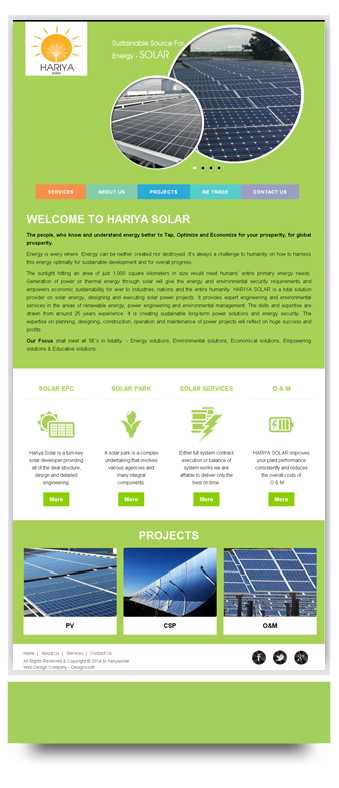 HARIYA
SOLAR
Sustainable Source For
Energy - SOLAR
SERVICES ABOUT US PROJECTS RE TRADE CONTACT US
WELCOME TO HARIYA SOLAR
The people, who know and understand energy better to Tap, Optimize and Economize for your prosperity, for global
prosperity.
Energy is every where. Energy can be neither created nor destroyed. It's always a challenge to humanity on how to harness
this energy optimally for sustainable development and for overall progress.
The sunlight hitting an area of just 1,000 square kilometers in size would meet humans' entire primary energy needs.
Generation of power or thermal energy through solar will give the energy and environmental security requirements and
empowers economic sustainability for ever to industries, nations and the entire humanity. HARIYA SOLAR is a total solution
provider on solar energy, designing and executing solar power projects. It provides expert engineering and environmental
services in the areas of renewable energy, power engineering and environmental management. The skills and expertise are
drawn from around 25 years experience. It is creating sustainable long-term power solutions and energy security. The
expertise on planning, designing, construction, operation and maintenance of power projects will reflect on huge success and
profits.
Our Focus shall meet all 5E's in totality. - Energy solutions, Environmental solutions, Economical solutions, Empowering
solutions & Educative solutions.
SOLAR EPC SOLAR PARK SOLAR SERVICES O & M
Hariya Solar is a turn-key
solar developer providing
all of the deal structure,
design and detailed
engineering.
A solar park is a complex
undertaking that involves
various agencies and
many integral
components.
Either full system contract
execution or balance of
system works we are
affable to deliver only the
best on time.
HARIYA SOLAR improves
your plant performance
consistently and reduces
the overall costs of
O & M
More More More More
PROJECTS
PV CSP O&M
Home | About Us | Services | Contact Us
All Rights Reserved & Copyright © 2014 to hariyasolar
Web Design Company -